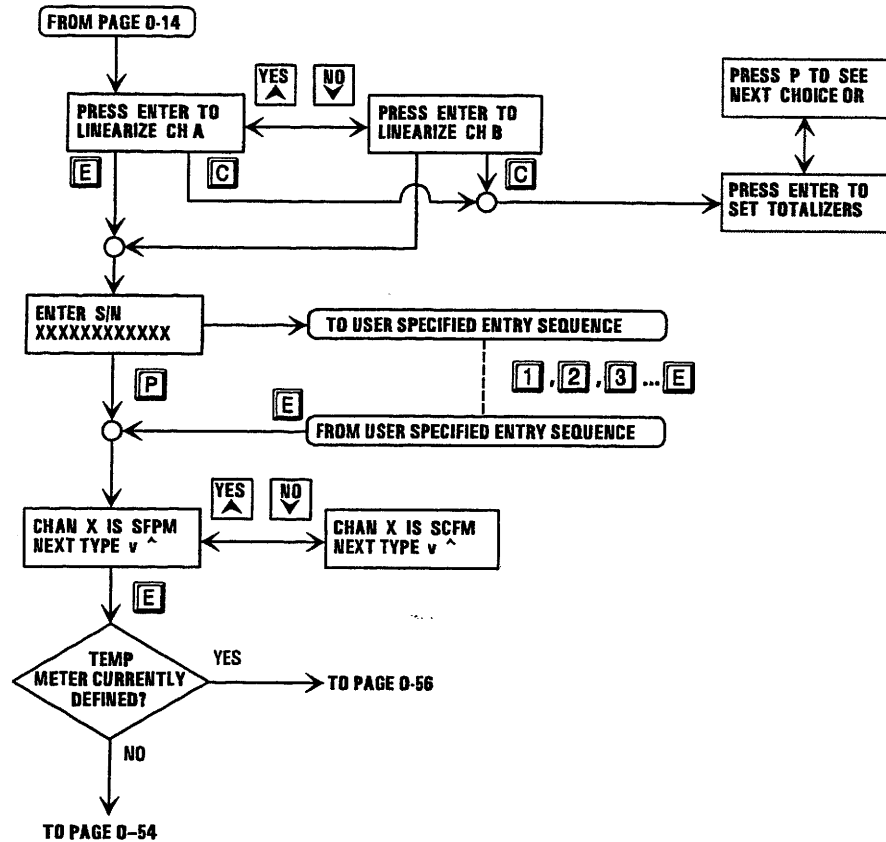 FROM PAGE 0-14
YES
NO
PRESS ENTER TO
LINEARIZE CH A
PRESS ENTER TO
LINEARIZE CH B
PRESS P TO SEE
NEXT CHOICE OR
E
C
C
PRESS ENTER TO
SET TOTALIZERS
ENTER S/N
XXXXXXXXXXXX
TO USER SPECIFIED ENTRY SEQUENCE
P
1 , 2 , 3 ... E
E
FROM USER SPECIFIED ENTRY SEQUENCE
YES
NO
CHAN X IS SFPM
NEXT TYPE v ^
CHAN X IS SCFM
NEXT TYPE v ^
E
TEMP
METER CURRENTLY
DEFINED?
YES
TO PAGE 0-56
NO
TO PAGE 0-54